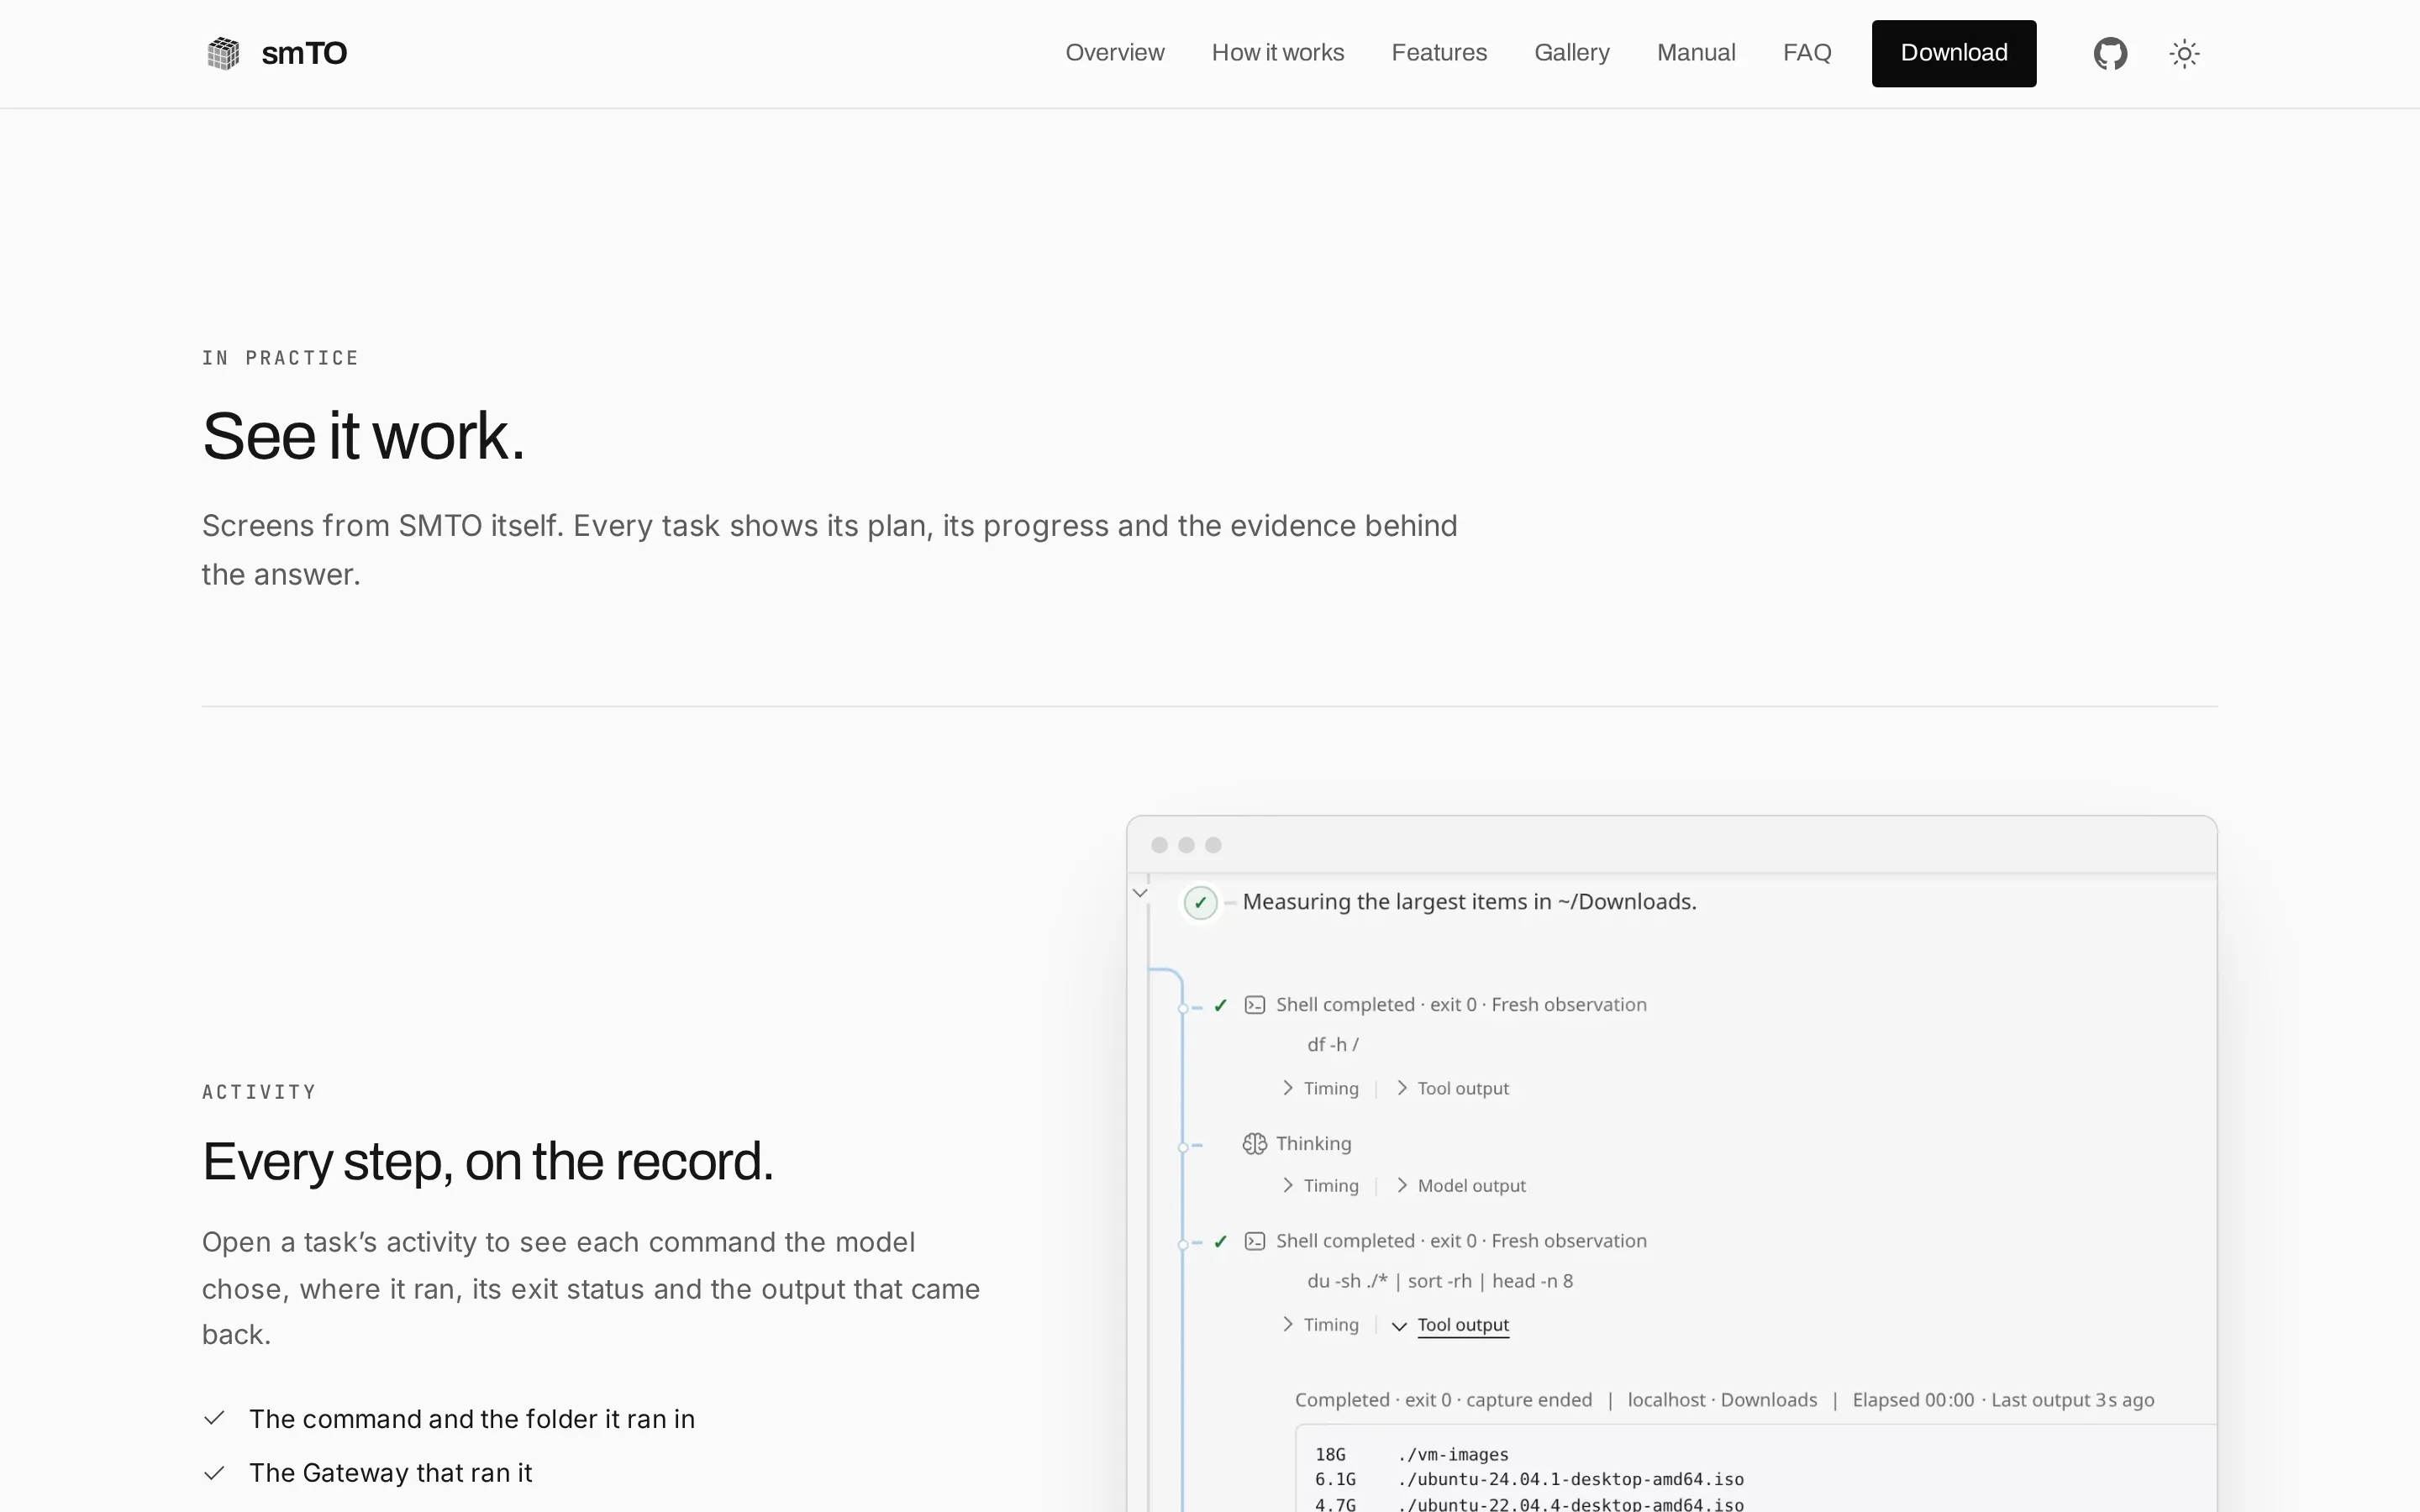 smTO
Overview How it works Features Gallery Manual FAQ Download
IN PRACTICE
See it work.
Screens from SMTO itself. Every task shows its plan, its progress and the evidence behind
the answer.
ACTIVITY
Every step, on the record.
Open a task’s activity to see each command the model
chose, where it ran, its exit status and the output that came
back.
The command and the folder it ran in
The Gateway that ran it
Measuring the largest items in ~/Downloads.
Shell completed · exit 0 · Fresh observation
df -h /
Timing | Tool output
Thinking
Timing | Model output
Shell completed · exit 0 · Fresh observation
du -sh ./* | sort -rh | head -n 8
Timing | Tool output
Completed · exit 0 · capture ended | localhost · Downloads | Elapsed 00:00 · Last output 3s ago
18G ./vm-images
6.1G ./ubuntu-24.04.1-desktop-amd64.iso
4.7G ./ubuntu-22.04.4-desktop-amd64.iso